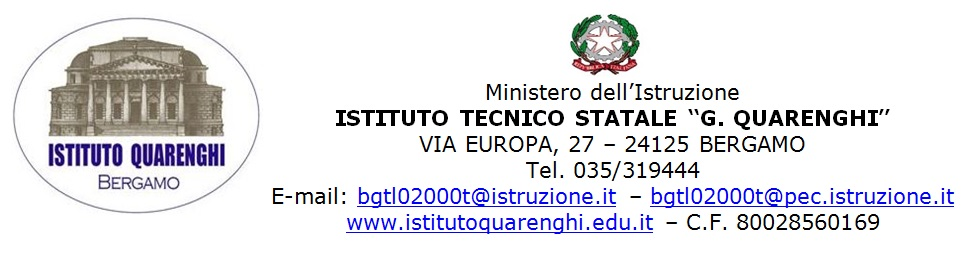 ISTITUTO QUARENGHI
BERGAMO
Ministero dell’Istruzione
ISTITUTO TECNICO STATALE “G. QUARENGHI”
VIA EUROPA, 27 – 24125 BERGAMO
Tel. 035/319444
E-mail: bgtl02000t@istruzione.it – bgtl02000t@pec.istruzione.it
www.istitutoquarenghi.edu.it – C.F. 80028560169